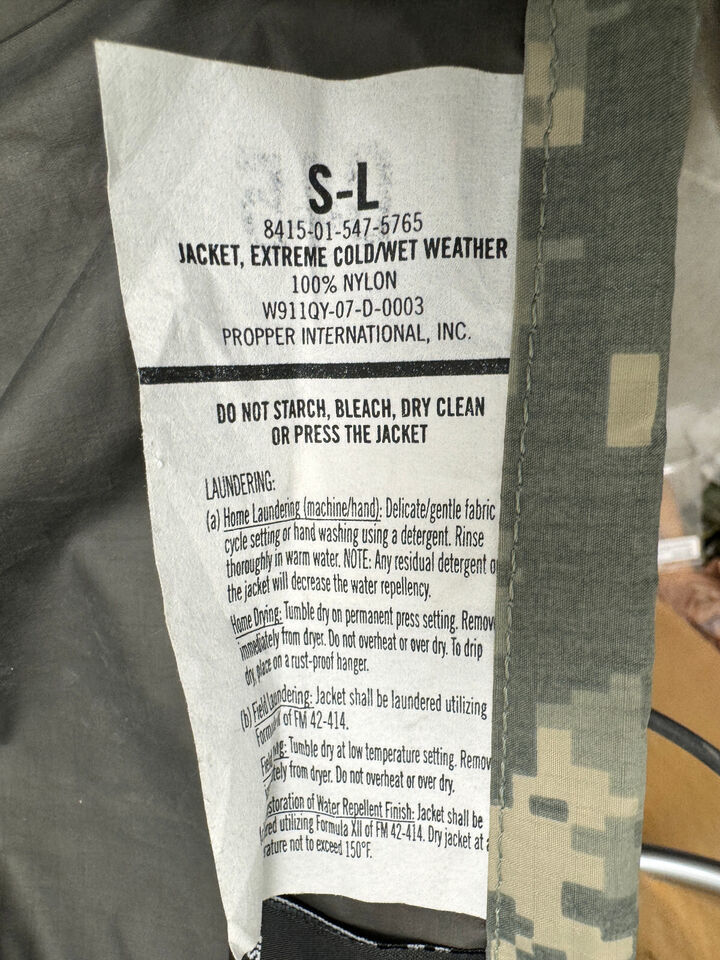 S-L
8415-01-547-5765
JACKET, EXTREME COLD/WET WEATHER
100% NYLON
W911QY-07-D-0003
PROPPER INTERNATIONAL, INC.
DO NOT STARCH, BLEACH, DRY CLEAN
OR PRESS THE JACKET
LAUNDERING:
(a) Home Laundering (machine/hand): Delicate/gentle fabric
cycle setting or hand washing using a detergent. Rinse
thoroughly in warm water. NOTE: Any residual detergent
the jacket will decrease the water repellency.
Home Drying: Tumble dry on permanent press setting.
immediately from dryer. Do not overheat or over dry. To drip
dry, place on a rust-proof hanger.
(b) Field Laundering: Jacket shall be laundered utilizing
of FM 42-414.
Tumble dry at low temperature setting.
from dryer. Do not overheat or over dry.
of Water Repellent Finish: Jacket shall be
utilizing Formula XII of FM 42-414. Dry jacket at
not to exceed 150°F.